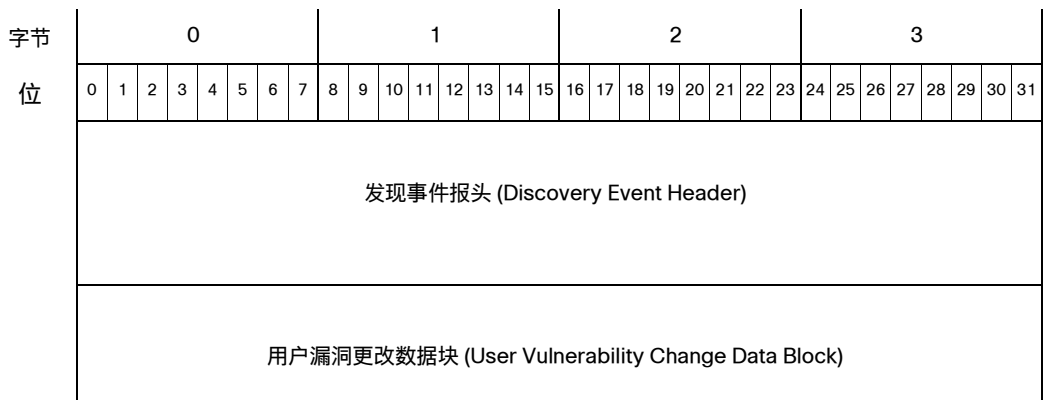 字节 0 1 2 3
位 0 1 2 3 4 5 6 7 8 9 10 11 12 13 14 15 16 17 18 19 20 21 22 23 24 25 26 27 28 29 30 31
发现事件报头 (Discovery Event Header)
用户漏洞更改数据块 (User Vulnerability Change Data Block)